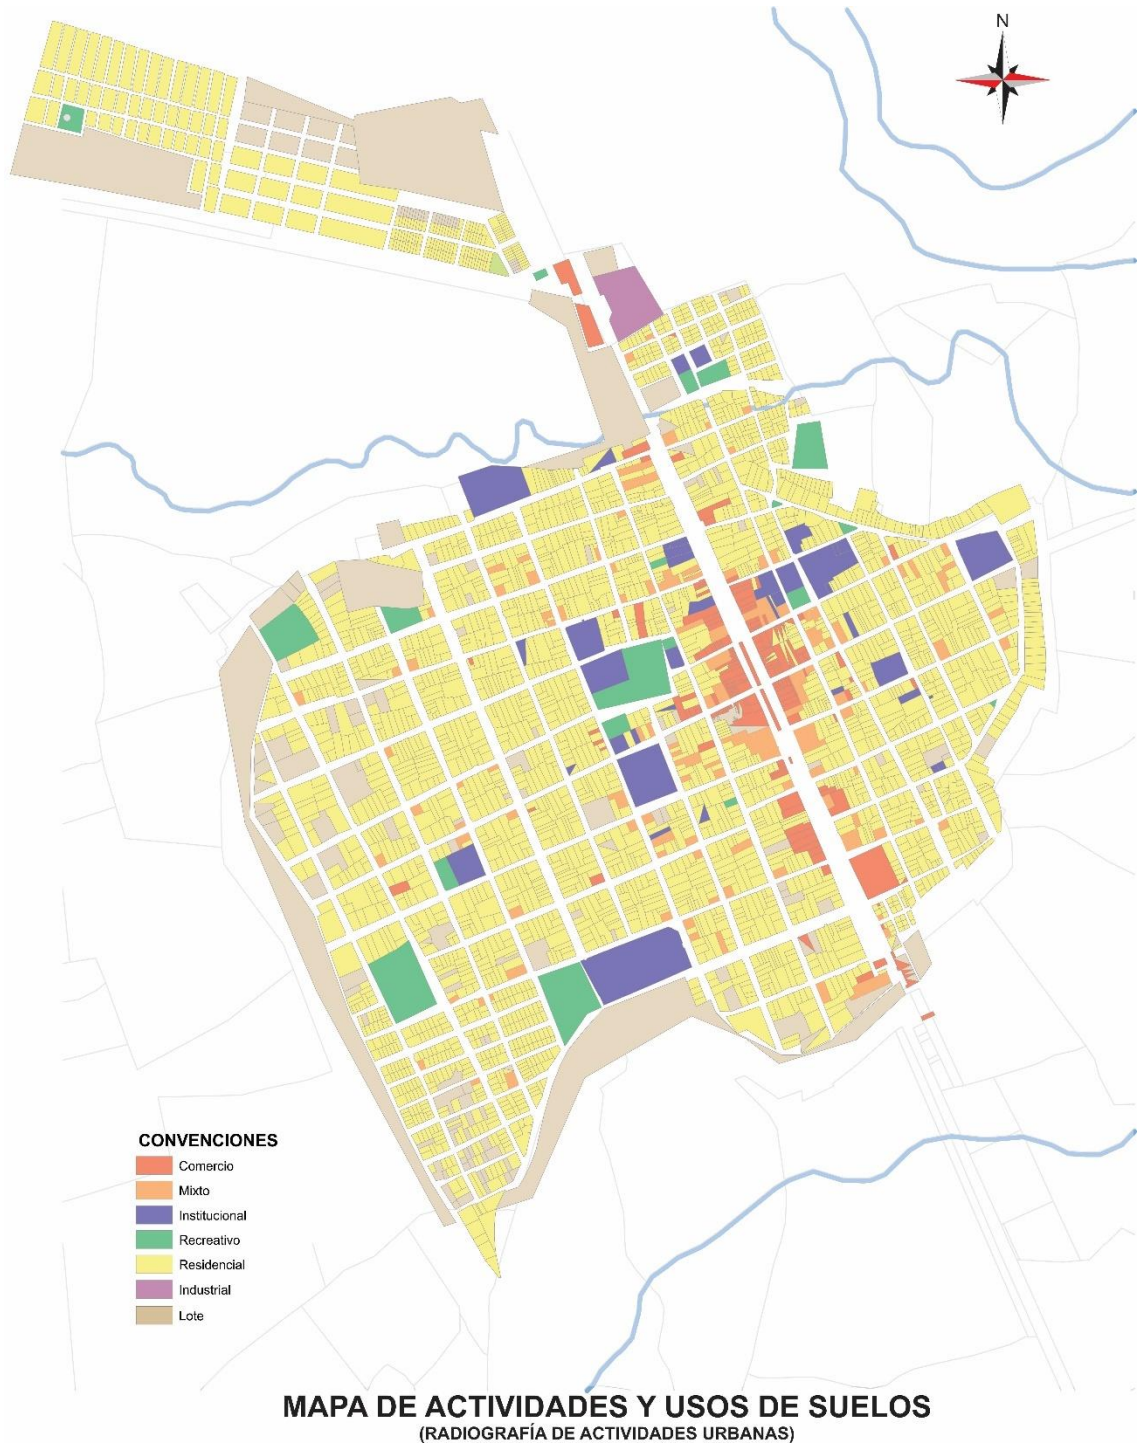 N
CONVENCIONES
Comercio
Mixto
Institucional
Recreativo
Residencial
Industrial
Lote
MAPA DE ACTIVIDADES Y USOS DE SUELOS
(RADIOGRAFÍA DE ACTIVIDADES URBANAS)